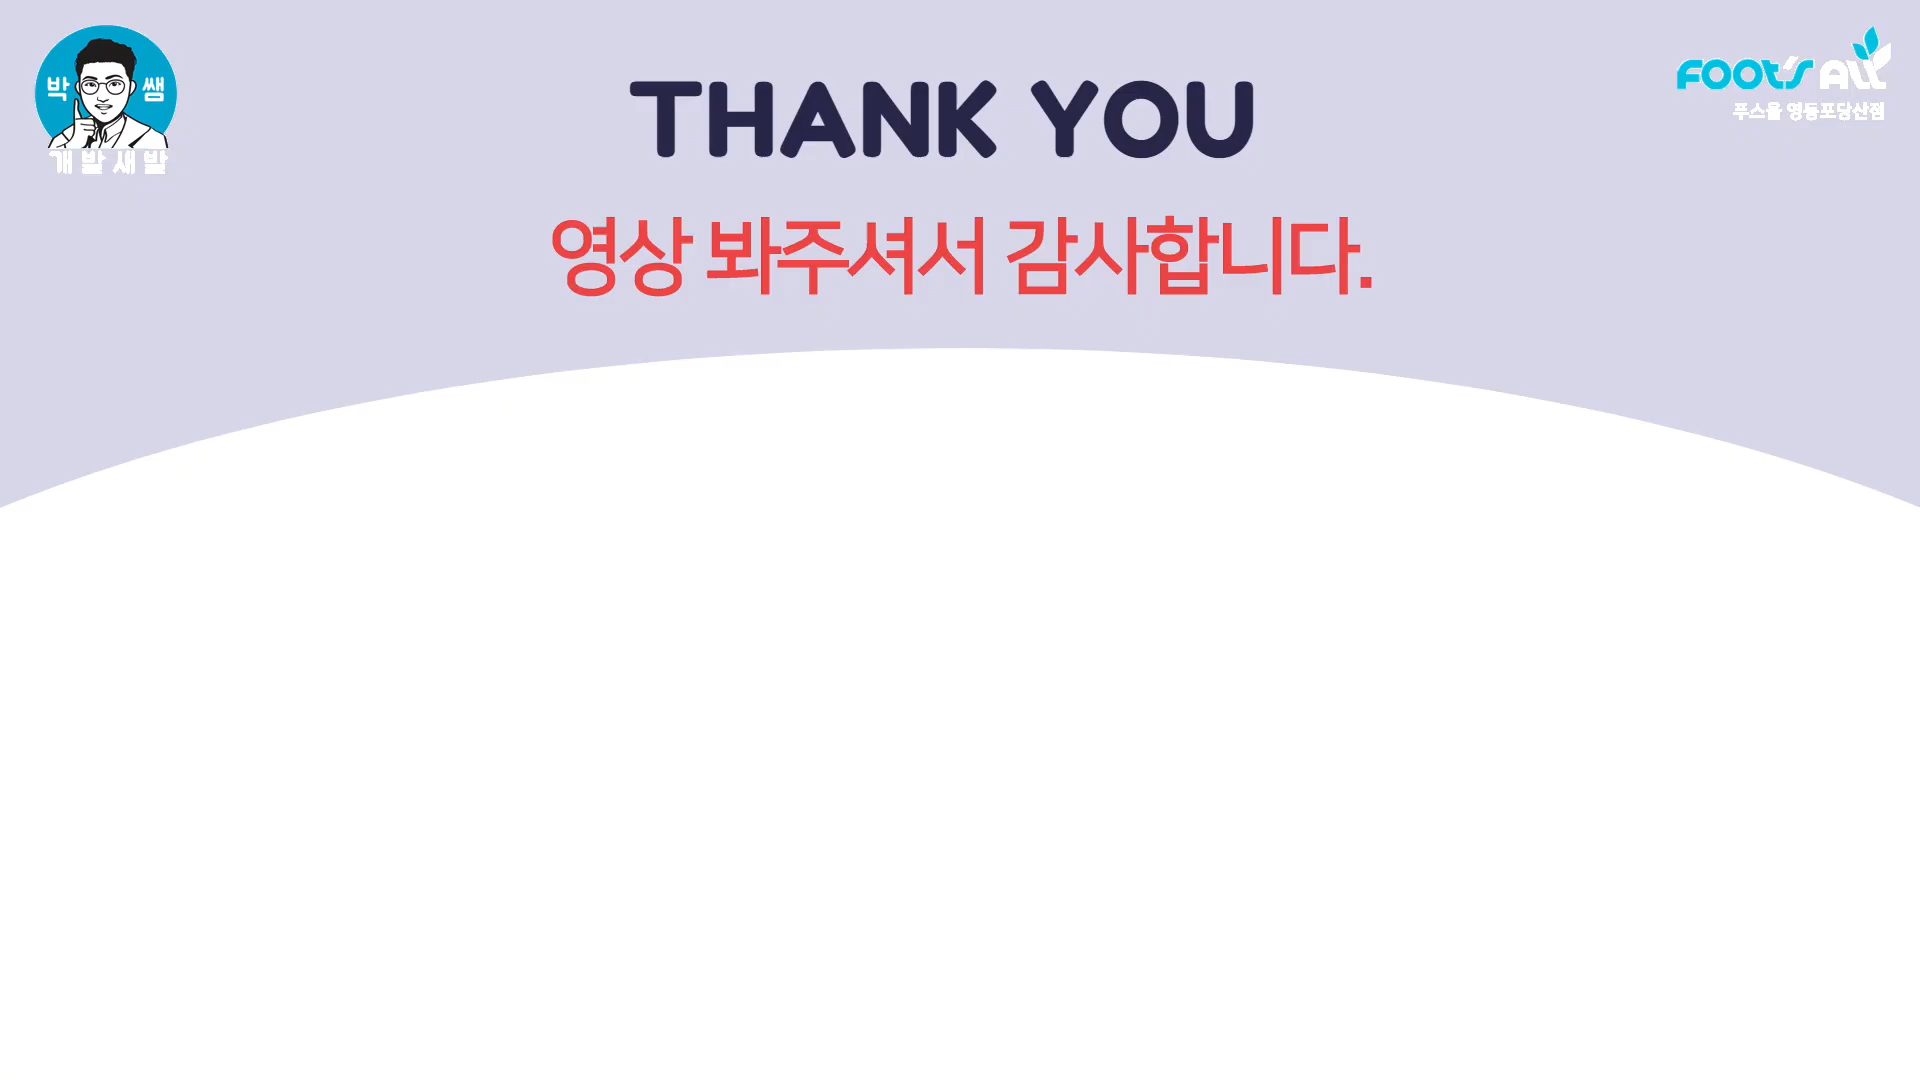 박 쌤
개발새발
THANK YOU
영상 봐주셔서 감사합니다.
FOOt'S ALL
푸스올 영등포당산점